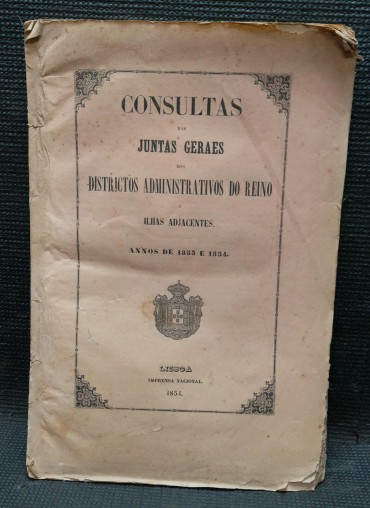 CONSULTAS
DAS
JUNTAS GERAES
DOS
DISTRICTOS ADMINISTRATIVOS DO REINO
E
ILHAS ADJACENTES.
ANNOS DE 1853 E 1854.
LISBOA
IMPRENSA NACIONAL.
1854.